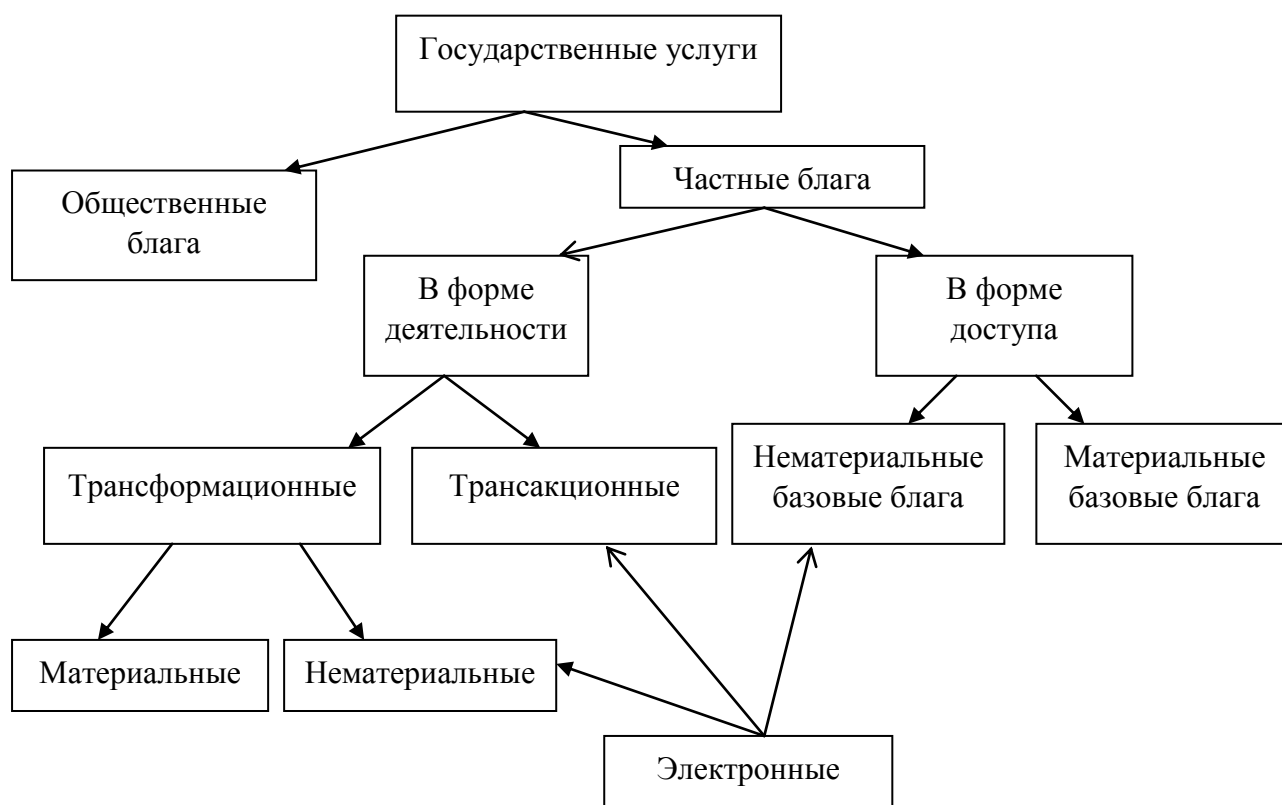 Государственные услуги
Частные блага
Общественные
блага
В форме
деятельности
В форме
доступа
Трансформационные
Трансакционные
Нематериальные
базовые блага
Материальные
базовые блага
Материальные
Нематериальные
Электронные